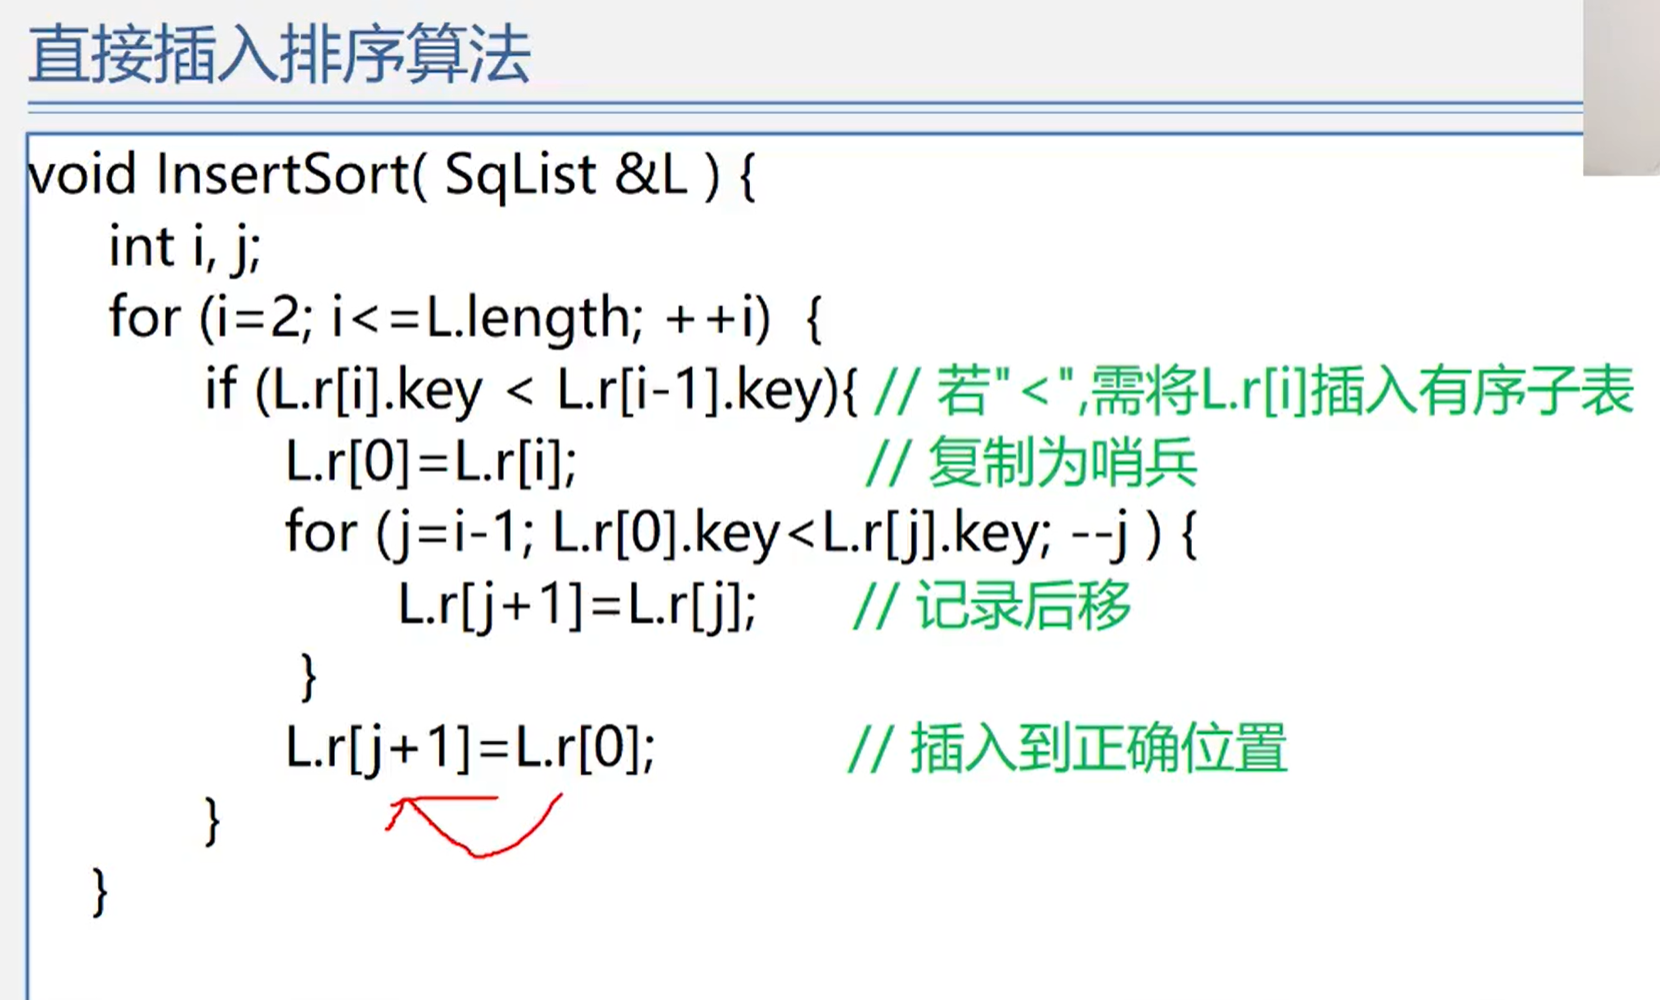 直接插入排序算法
void InsertSort( SqList &L ) {
int i, j;
for (i=2; i<=L.length; ++i) {
if (L.r[i].key < L.r[i-1].key){ // 若"<",需将L.r[i]插入有序子表
L.r[0]=L.r[i]; // 复制为哨兵
for (j=i-1; L.r[0].key<L.r[j].key; --j ) {
L.r[j+1]=L.r[j]; // 记录后移
}
L.r[j+1]=L.r[0]; // 插入到正确位置
}
}